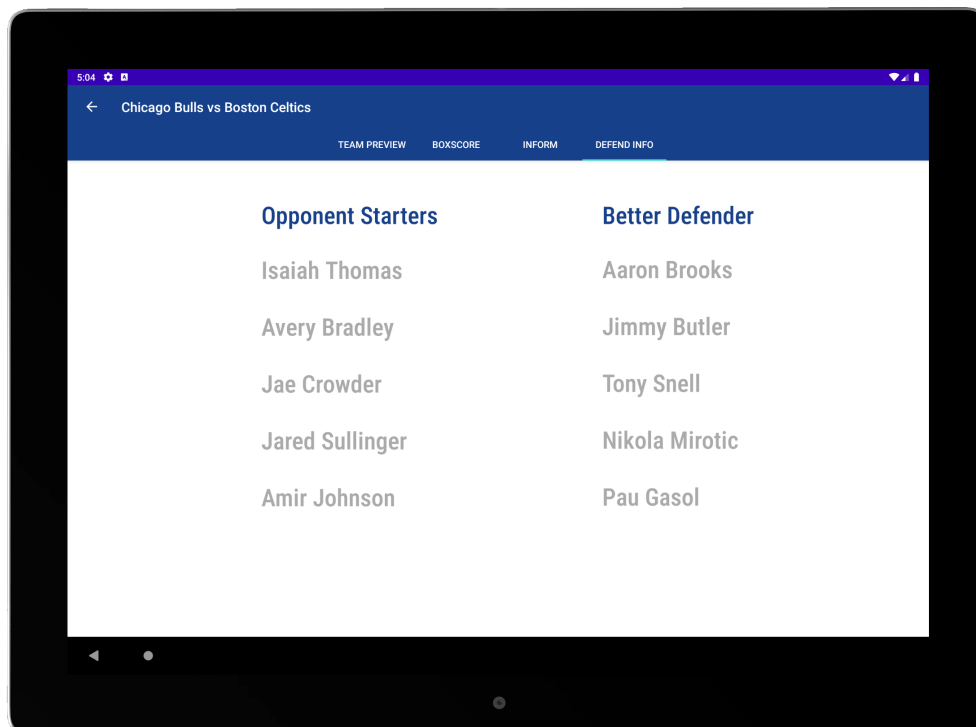 5:04
Chicago Bulls vs Boston Celtics
TEAM PREVIEW BOXSCORE INFORM DEFEND INFO
Opponent Starters Better Defender
Isaiah Thomas Aaron Brooks
Avery Bradley Jimmy Butler
Jae Crowder Tony Snell
Jared Sullinger Nikola Mirotic
Amir Johnson Pau Gasol